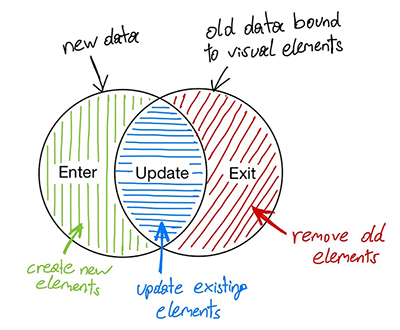 new data
old data bound
to visual elements
Enter
Update
Exit
create new
elements
update existing
elements
remove old
elements